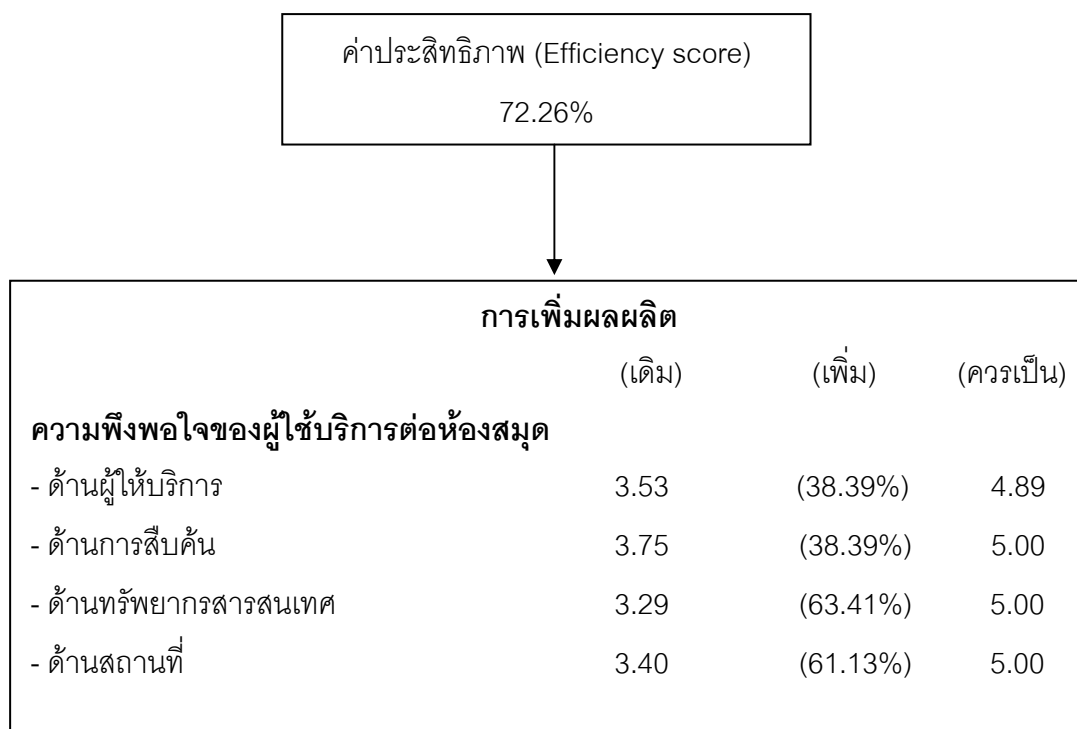 ค่าประสิทธิภาพ (Efficiency score)
72.26%
การเพิ่มผลผลิต
(เดิม) (เพิ่ม) (ควรเป็น)
ความพึงพอใจของผู้ใช้บริการต่อห้องสมุด
- ด้านผู้ให้บริการ 3.53 (38.39%) 4.89
- ด้านการสืบค้น 3.75 (38.39%) 5.00
- ด้านทรัพยากรสารสนเทศ 3.29 (63.41%) 5.00
- ด้านสถานที่ 3.40 (61.13%) 5.00